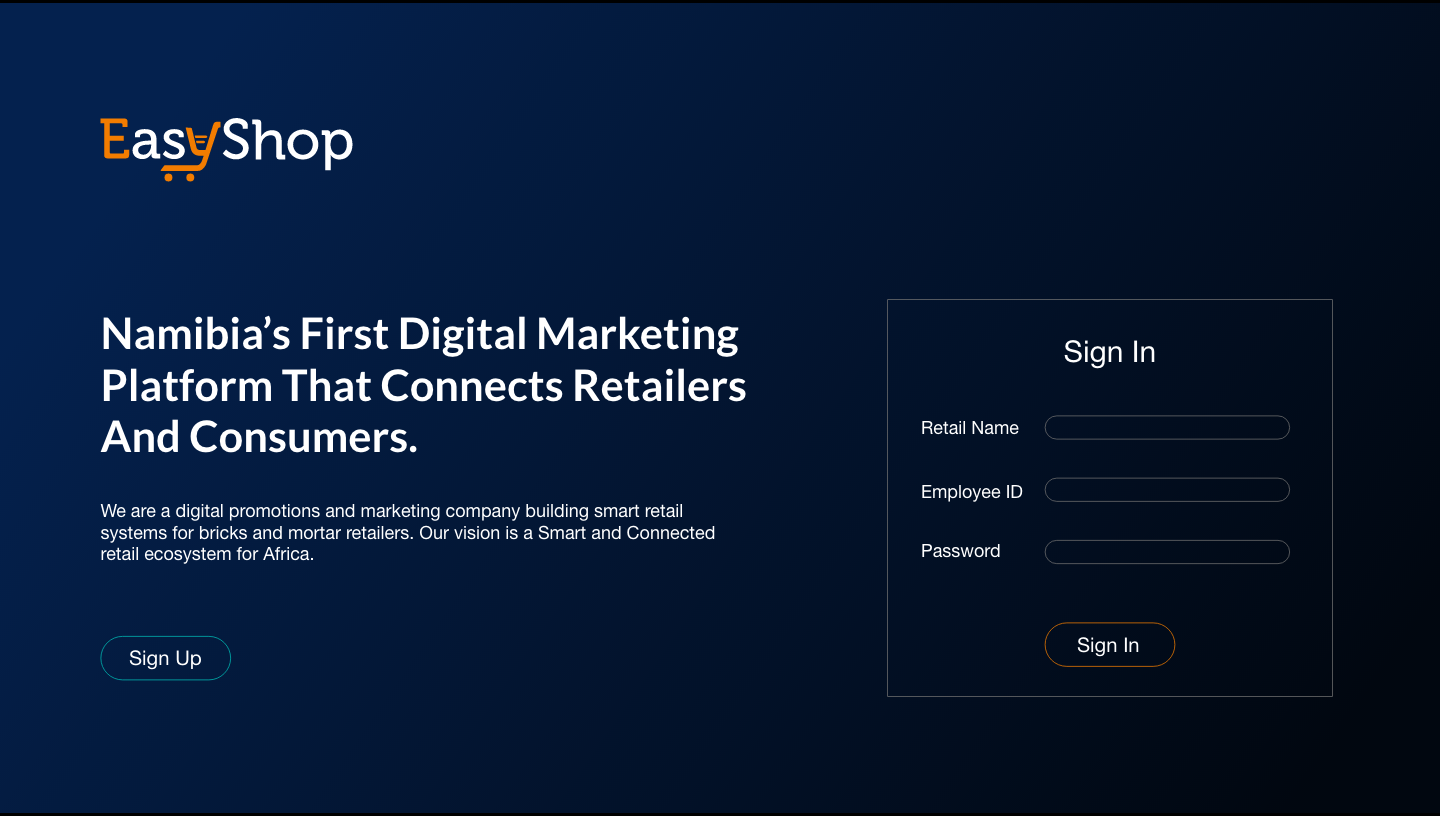 EasyShop
Namibia’s First Digital Marketing
Platform That Connects Retailers
And Consumers.
We are a digital promotions and marketing company building smart retail
systems for bricks and mortar retailers. Our vision is a Smart and Connected
retail ecosystem for Africa.
Sign Up
Sign In
Retail Name
Employee ID
Password
Sign In